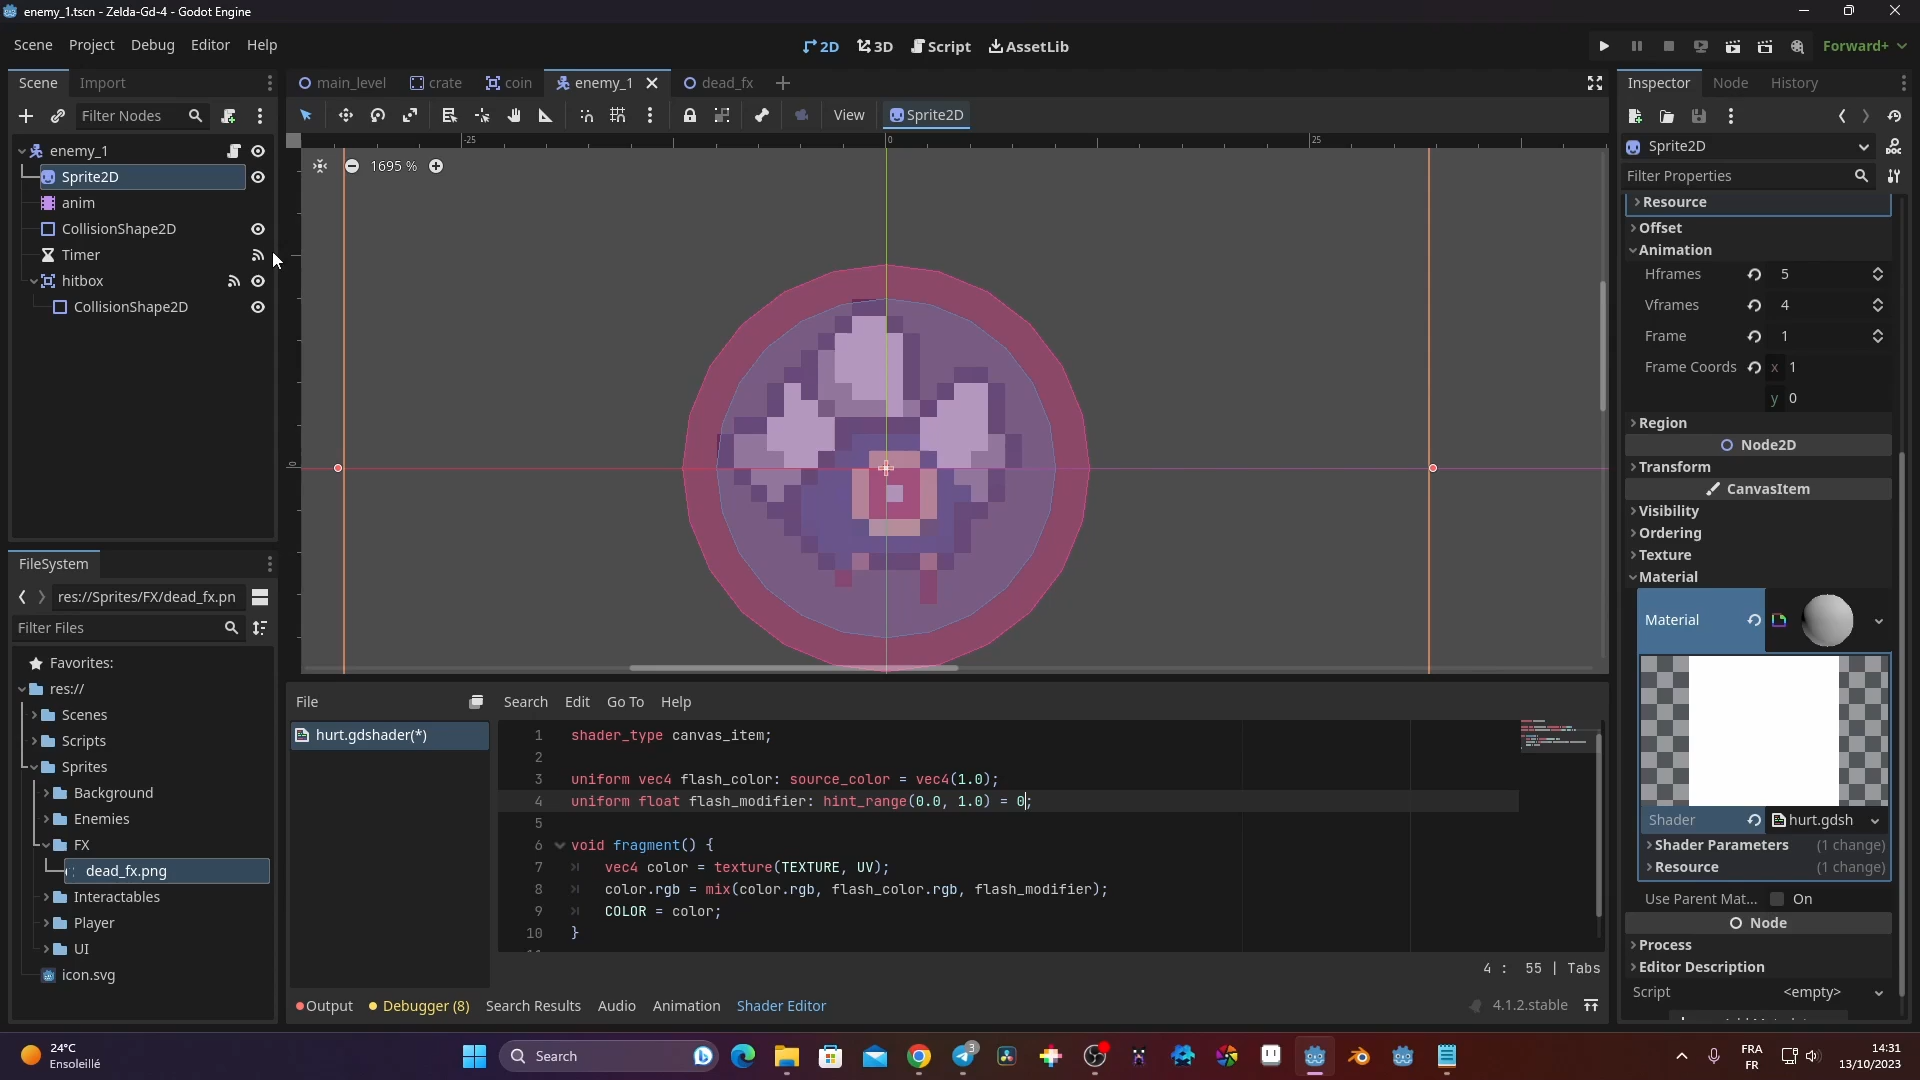 enemy_1.tscn - Zelda-Gd-4 - Godot Engine
Scene Project Debug Editor Help
2D 3D Script AssetLib
Forward+
Scene Import
main_level crate coin enemy_1 dead_fx
Inspector Node History
Filter Nodes
View Sprite2D
Sprite2D
Filter Properties
enemy_1
Sprite2D
anim
CollisionShape2D
Timer
hitbox
CollisionShape2D
-25 0 25
1695 %
0
Resource
Offset
Animation
Hframes 5
Vframes 4
Frame 1
Frame Coords x 1
y 0
Region
Node2D
Transform
CanvasItem
Visibility
Ordering
Texture
Material
Material
Shader hurt.gdsh
Shader Parameters (1 change)
Resource (1 change)
Use Parent Mat... On
Node
Process
Editor Description
Script <empty>
FileSystem
res://Sprites/FX/dead_fx.pn
Filter Files
Favorites:
res://
Scenes
Scripts
Sprites
Background
Enemies
FX
dead_fx.png
Interactables
Player
UI
icon.svg
File Search Edit Go To Help
hurt.gdshader(*)
1 shader_type canvas_item;
2
3 uniform vec4 flash_color: source_color = vec4(1.0);
4 uniform float flash_modifier: hint_range(0.0, 1.0) = 0;
5
6 void fragment() {
7 vec4 color = texture(TEXTURE, UV);
8 color.rgb = mix(color.rgb, flash_color.rgb, flash_modifier);
9 COLOR = color;
10 }
4 : 55 | Tabs
Output Debugger (8) Search Results Audio Animation Shader Editor 4.1.2.stable
24°C
Ensoleillé
Search
3
FRA
FR
14:31
13/10/2023